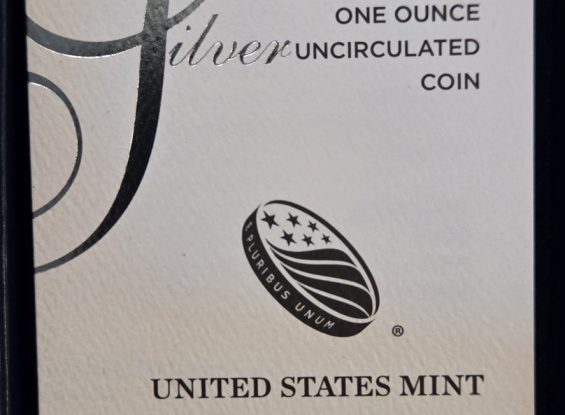 ONE OUNCE
Silver UNCIRCULATED
COIN
E PLURIBUS UNUM
®
UNITED STATES MINT